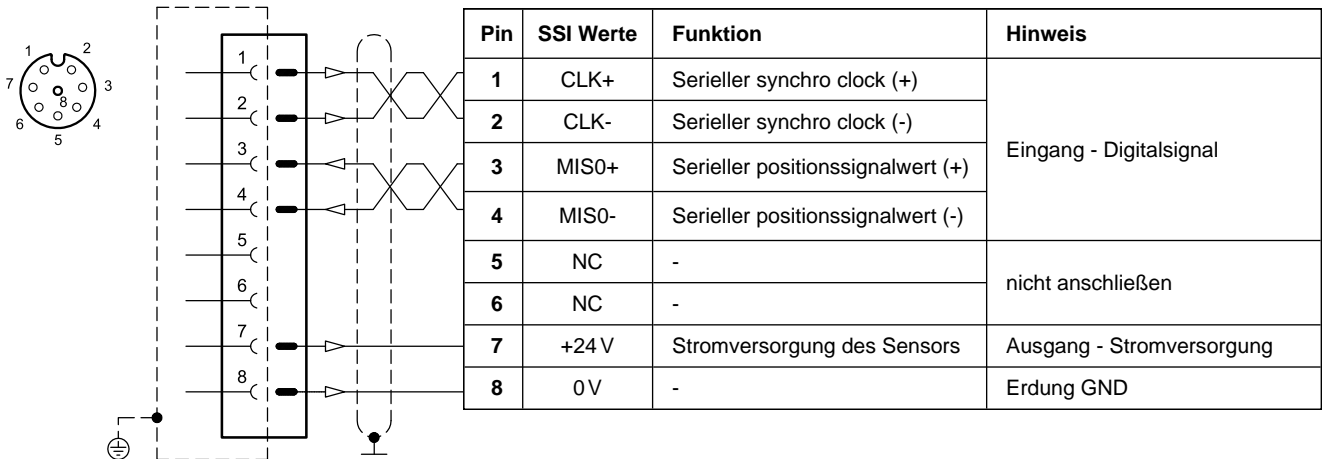 1 2
7 8 3
6 4
5
1
2
3
4
5
6
7
8
Pin SSI Werte Funktion Hinweis
1 CLK+ Serieller synchro clock (+) Eingang - Digitalsignal
2 CLK- Serieller synchro clock (-)
3 MIS0+ Serieller positionssignalwert (+)
4 MIS0- Serieller positionssignalwert (-)
5 NC - nicht anschließen
6 NC -
7 +24 V Stromversorgung des Sensors Ausgang - Stromversorgung
8 0 V - Erdung GND